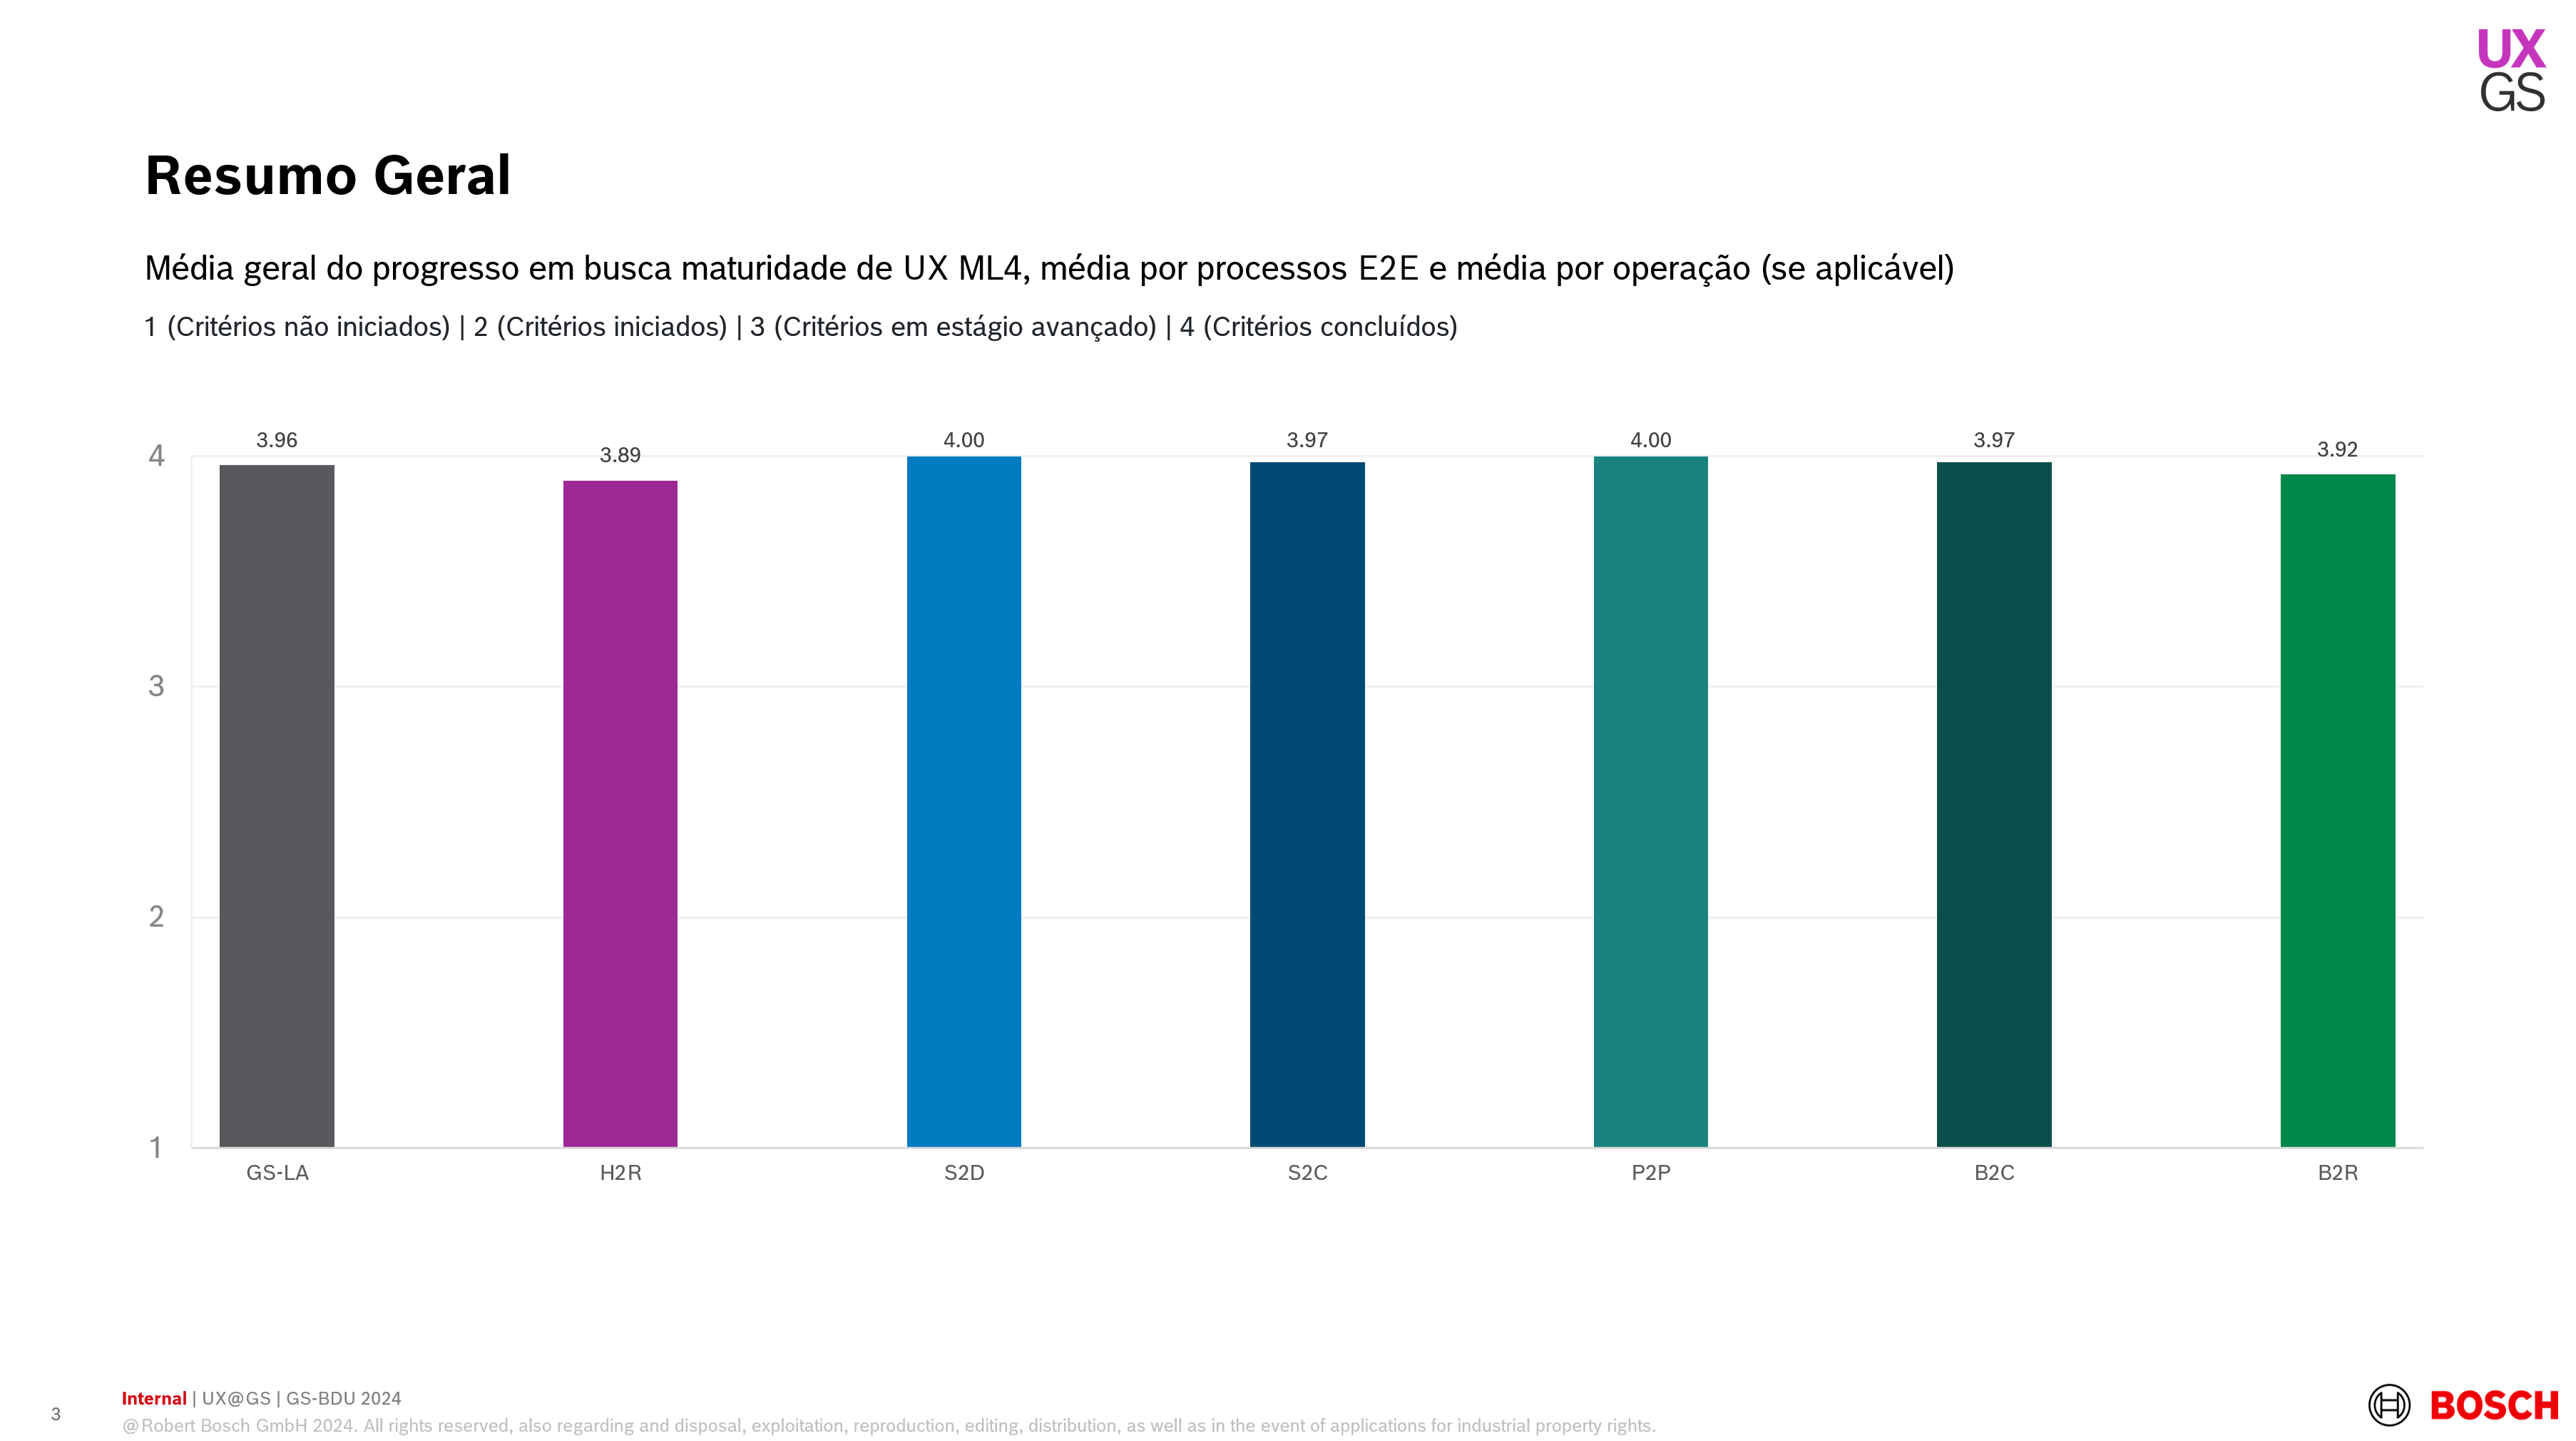 UX
GS
Resumo Geral
Média geral do progresso em busca maturidade de UX ML4, média por processos E2E e média por operação (se aplicável)
1 (Critérios não iniciados) | 2 (Critérios iniciados) | 3 (Critérios em estágio avançado) | 4 (Critérios concluídos)
3.96
3.89
4.00
3.97
4.00
3.97
3.92
4
3
2
1
GS-LA
H2R
S2D
S2C
P2P
B2C
B2R
3
Internal | UX@GS | GS-BDU 2024
@Robert Bosch GmbH 2024. All rights reserved, also regarding and disposal, exploitation, reproduction, editing, distribution, as well as in the event of applications for industrial property rights.
BOSCH